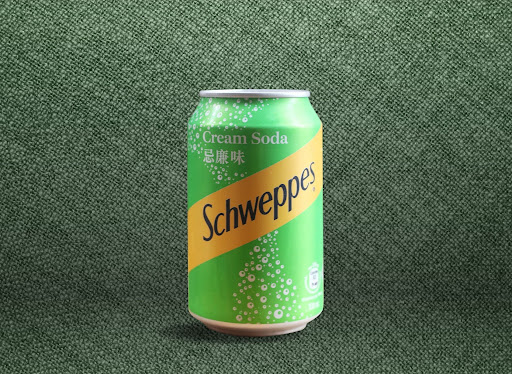 Cream Soda
忌廉味
Schweppes